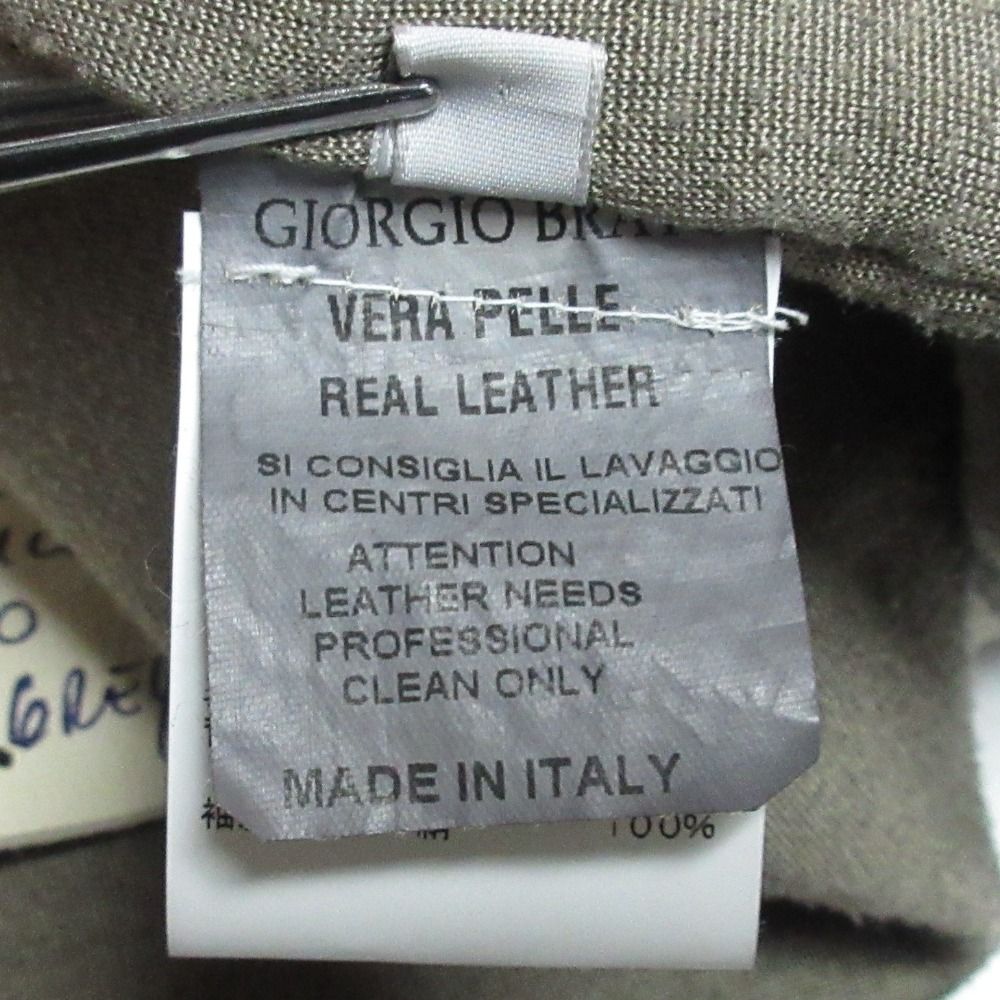 GIORGIO
VERA PELLE
REAL LEATHER
SI CONSIGLIA IL LAVAGGIO
IN CENTRI SPECIALIZZATI
ATTENTION
LEATHER NEEDS
PROFESSIONAL
CLEAN ONLY
MADE IN ITALY
袖 100%